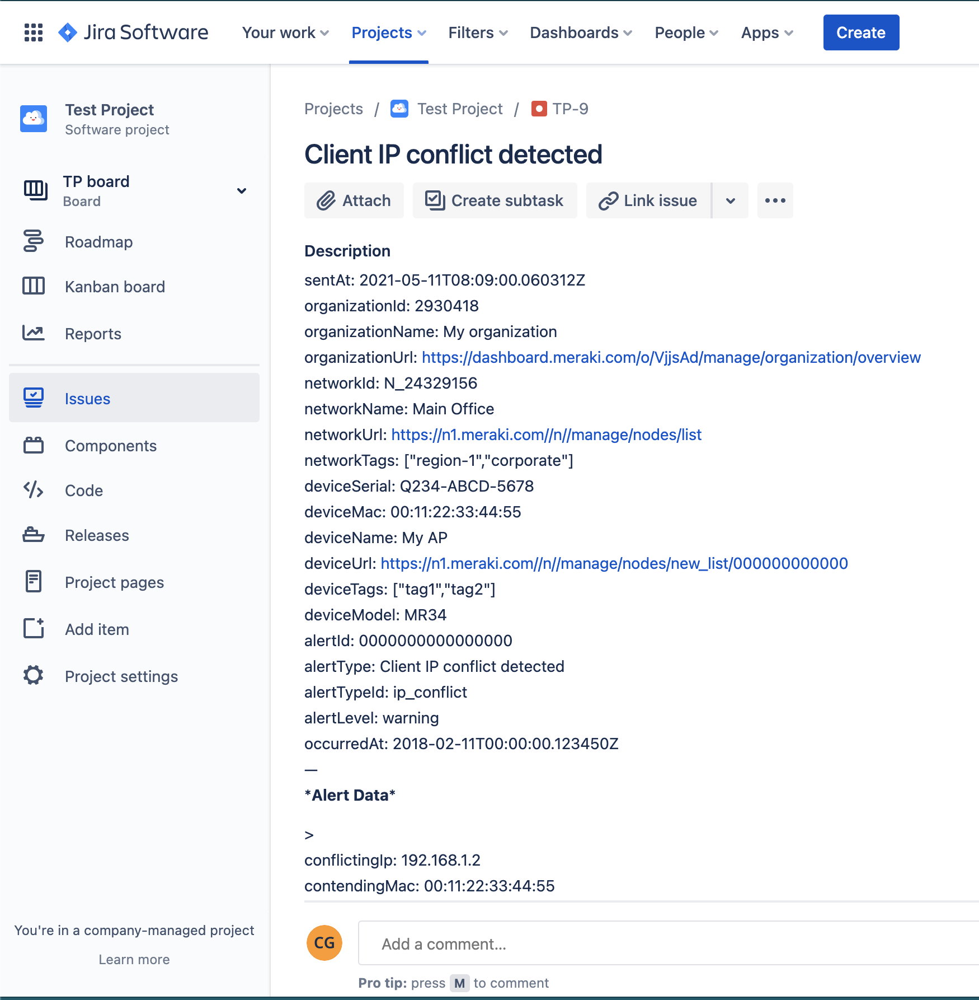 Jira Software Your work Projects Filters Dashboards People Apps Create
Test Project
Software project
TP board
Board
Roadmap
Kanban board
Reports
Issues
Components
Code
Releases
Project pages
Add item
Project settings
You're in a company-managed project
Learn more
Projects / Test Project / TP-9
Client IP conflict detected
Attach Create subtask Link issue
Description
sentAt: 2021-05-11T08:09:00.060312Z
organizationId: 2930418
organizationName: My organization
organizationUrl: https://dashboard.meraki.com/o/VjjsAd/manage/organization/overview
networkId: N_24329156
networkName: Main Office
networkUrl: https://n1.meraki.com//n//manage/nodes/list
networkTags: ["region-1","corporate"]
deviceSerial: Q234-ABCD-5678
deviceMac: 00:11:22:33:44:55
deviceName: My AP
deviceUrl: https://n1.meraki.com//n//manage/nodes/new_list/000000000000
deviceTags: ["tag1","tag2"]
deviceModel: MR34
alertId: 0000000000000000
alertType: Client IP conflict detected
alertTypeId: ip_conflict
alertLevel: warning
occurredAt: 2018-02-11T00:00:00.123450Z
—
*Alert Data*
>
conflictingIp: 192.168.1.2
contendingMac: 00:11:22:33:44:55
CG Add a comment...
Pro tip: press M to comment